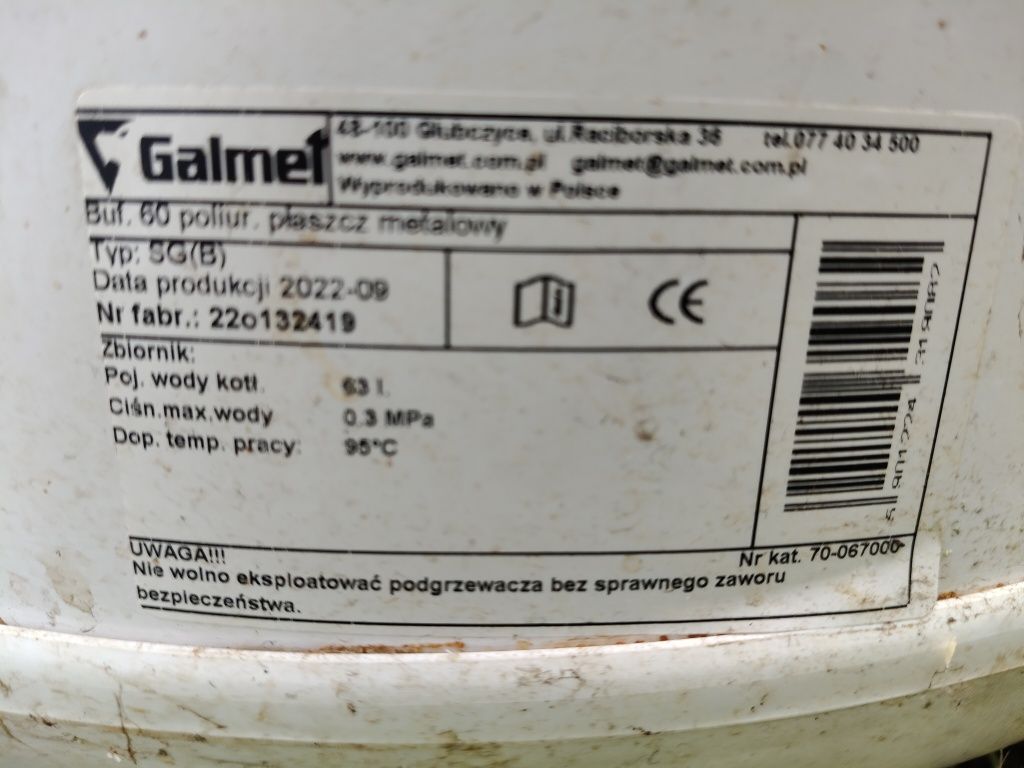 Galmet
48-100 Głubczyce, ul.Raciborska 36 tel.077 40 34 500
www.galmet.com.pl galmet@galmet.com.pl
Wyprodukowano w Polsce
Buf. 60 poliur. płaszcz metalowy
Typ: SG(B)
Data produkcji 2022-09
Nr fabr.: 22o132419
i CE
Zbiornik:
Poj. wody kotł. 63 l.
Ciśn.max.wody 0.3 MPa
Dop. temp. pracy: 95°C
5 901224 319082
Nr kat. 70-067000
UWAGA!!!
Nie wolno eksploatować podgrzewacza bez sprawnego zaworu
bezpieczeństwa.